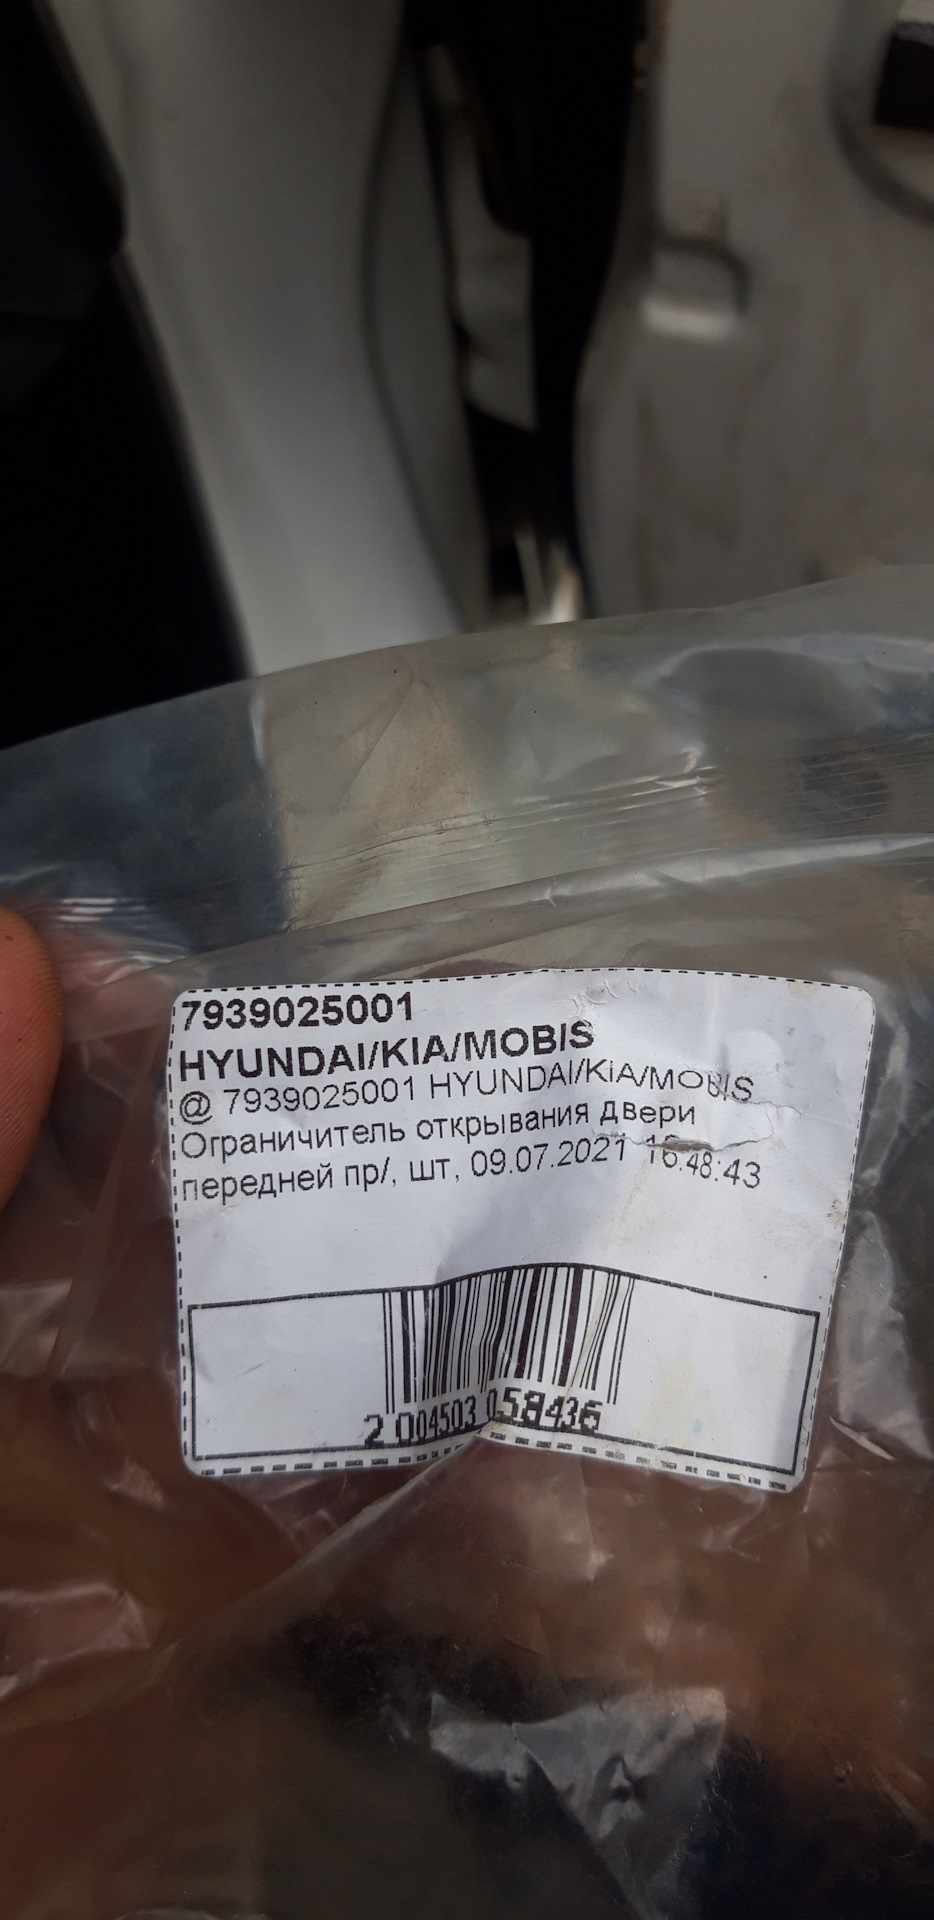 7939025001
HYUNDAI/KIA/MOBIS
@ 7939025001 HYUNDAI/KIA/MOBIS
Ограничитель открывания двери
передней пр/, шт, 09.07.2021 16:48:43
2 004503 058436